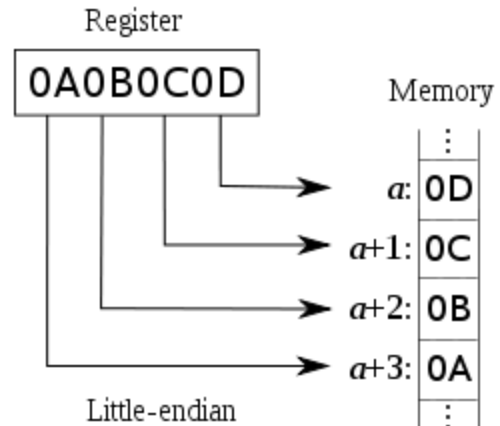 Register
0A0B0C0D
Memory
⋮
a: 0D
a+1: 0C
a+2: 0B
a+3: 0A
⋮
Little-endian